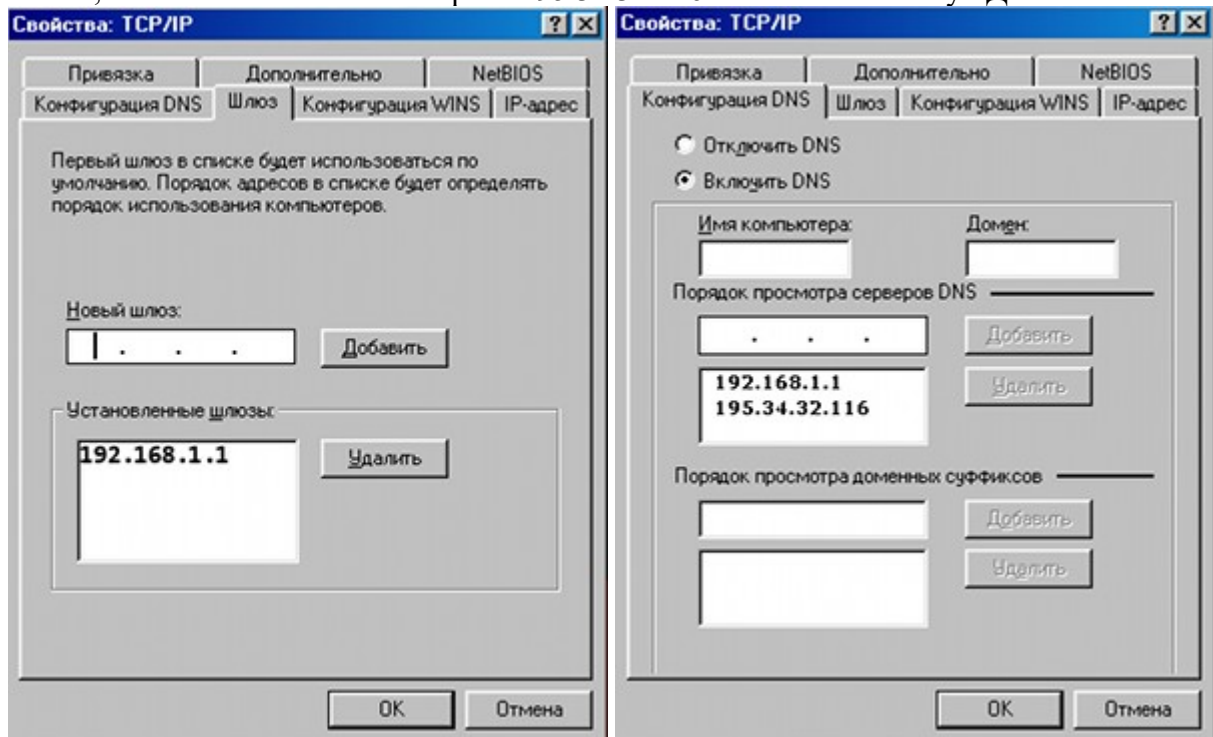 Свойства: TCP/IP
Привязка Дополнительно NetBIOS
Конфигурация DNS Шлюз Конфигурация WINS IP-адрес
Первый шлюз в списке будет использоваться по
умолчанию. Порядок адресов в списке будет определять
порядок использования компьютеров.
Новый шлюз:
. . .
Добавить
Установленные шлюзы:
192.168.1.1
Удалить
OK Отмена
Свойства: TCP/IP
Привязка Дополнительно NetBIOS
Конфигурация DNS Шлюз Конфигурация WINS IP-адрес
Отключить DNS
Включить DNS
Имя компьютера: Домен:
Порядок просмотра серверов DNS
. . .
Добавить
192.168.1.1
195.34.32.116
Удалить
Порядок просмотра доменных суффиксов
Добавить
Удалить
OK Отмена